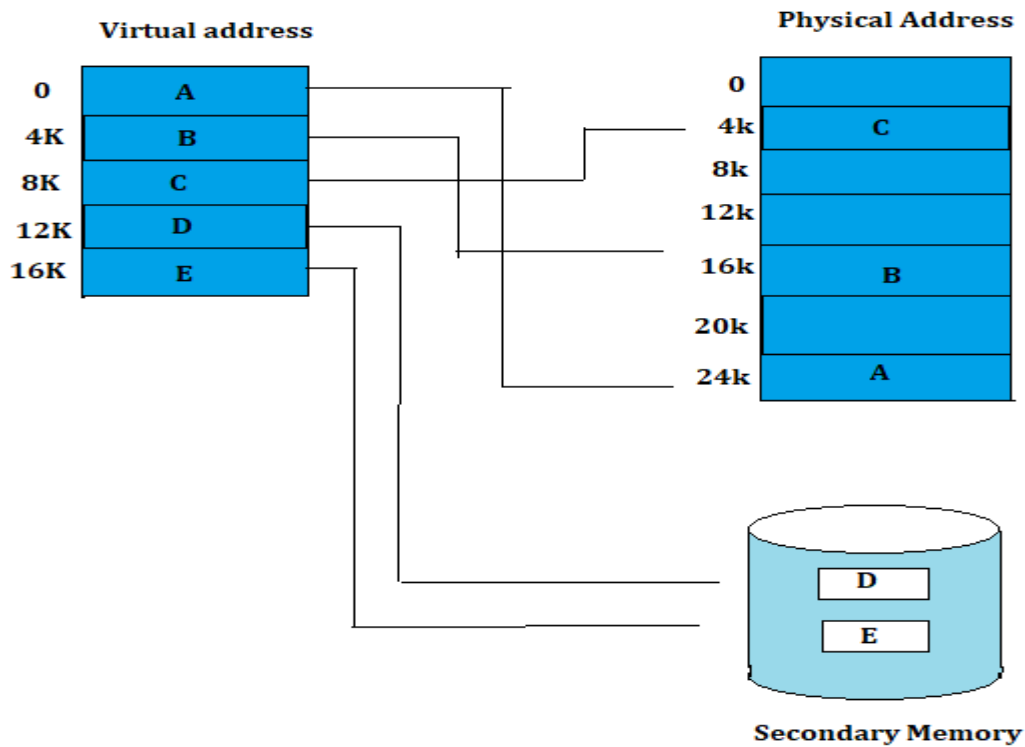 Virtual address
0
A
4K
B
8K
C
12K
D
16K
E
Physical Address
0
4k
C
8k
12k
16k
B
20k
24k
A
D
E
Secondary Memory